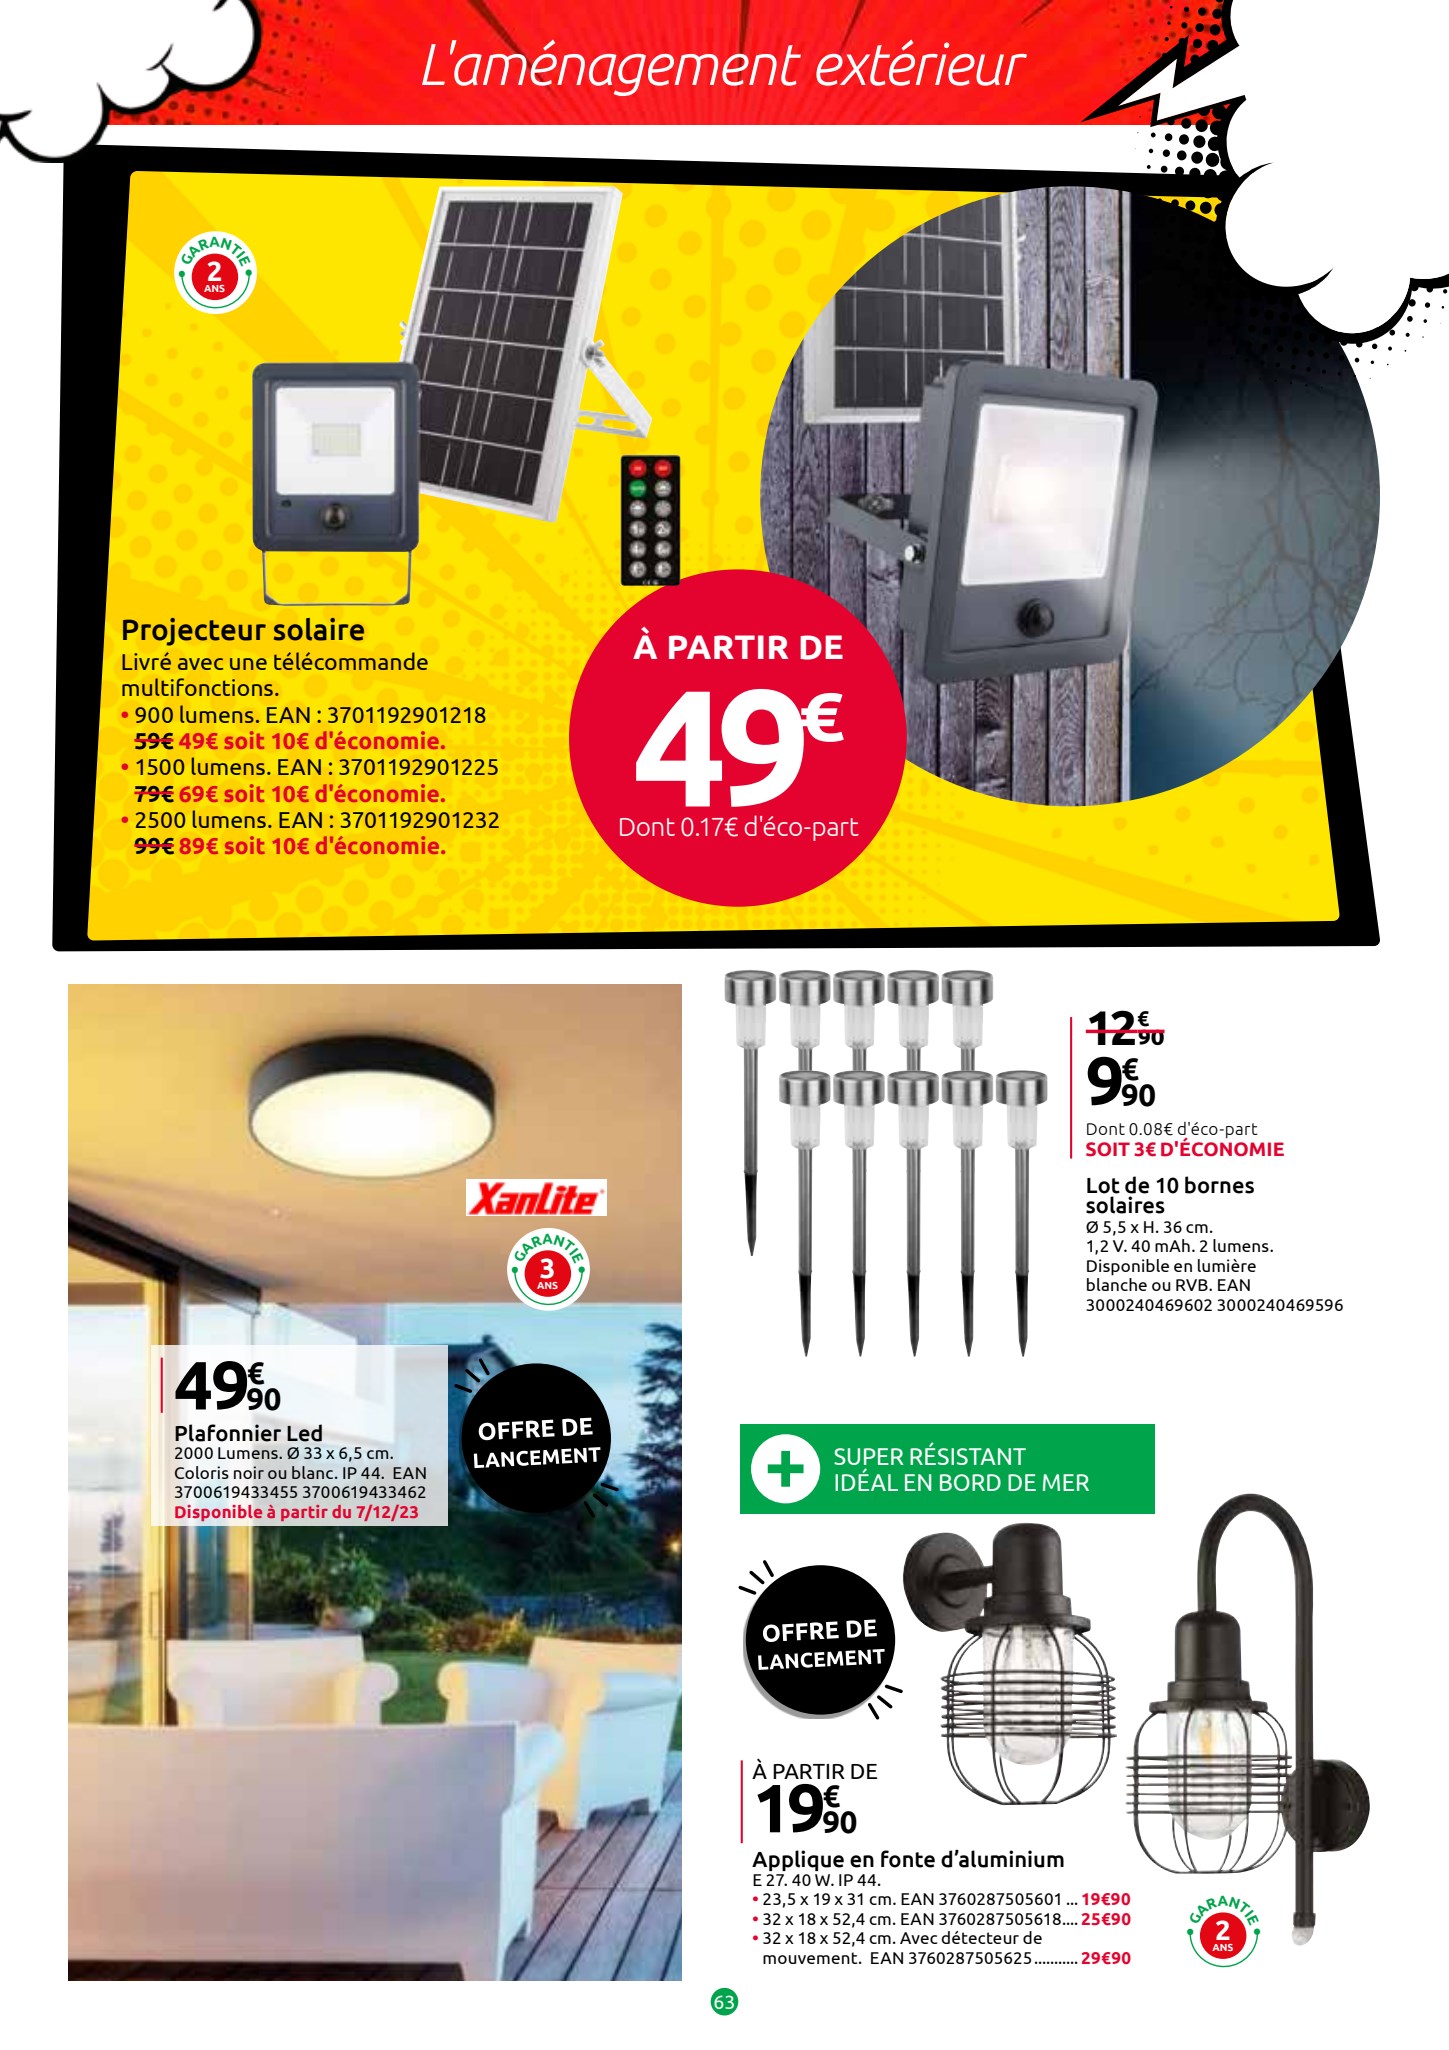 L'aménagement extérieur
GARANTIE
2
ANS
Projecteur solaire
Livré avec une télécommande
multifonctions.
• 900 lumens. EAN : 3701192901218
59€ 49€ soit 10€ d'économie.
• 1500 lumens. EAN : 3701192901225
79€ 69€ soit 10€ d'économie.
• 2500 lumens. EAN : 3701192901232
99€ 89€ soit 10€ d'économie.
À PARTIR DE
49€
Dont 0.17€ d'éco-part
XanLite
GARANTIE
3
ANS
49€90
Plafonnier Led
2000 Lumens. Ø 33 x 6,5 cm.
Coloris noir ou blanc. IP 44. EAN
3700619433455 3700619433462
Disponible à partir du 7/12/23
OFFRE DE
LANCEMENT
12€90
9€90
Dont 0.08€ d'éco-part
SOIT 3€ D'ÉCONOMIE
Lot de 10 bornes
solaires
Ø 5,5 x H. 36 cm.
1,2 V. 40 mAh. 2 lumens.
Disponible en lumière
blanche ou RVB. EAN
3000240469602 3000240469596
SUPER RÉSISTANT
IDÉAL EN BORD DE MER
OFFRE DE
LANCEMENT
À PARTIR DE
19€90
Applique en fonte d’aluminium
E 27. 40 W. IP 44.
• 23,5 x 19 x 31 cm. EAN 3760287505601 ... 19€90
• 32 x 18 x 52,4 cm. EAN 3760287505618.... 25€90
• 32 x 18 x 52,4 cm. Avec détecteur de
mouvement. EAN 3760287505625........... 29€90
GARANTIE
2
ANS
63